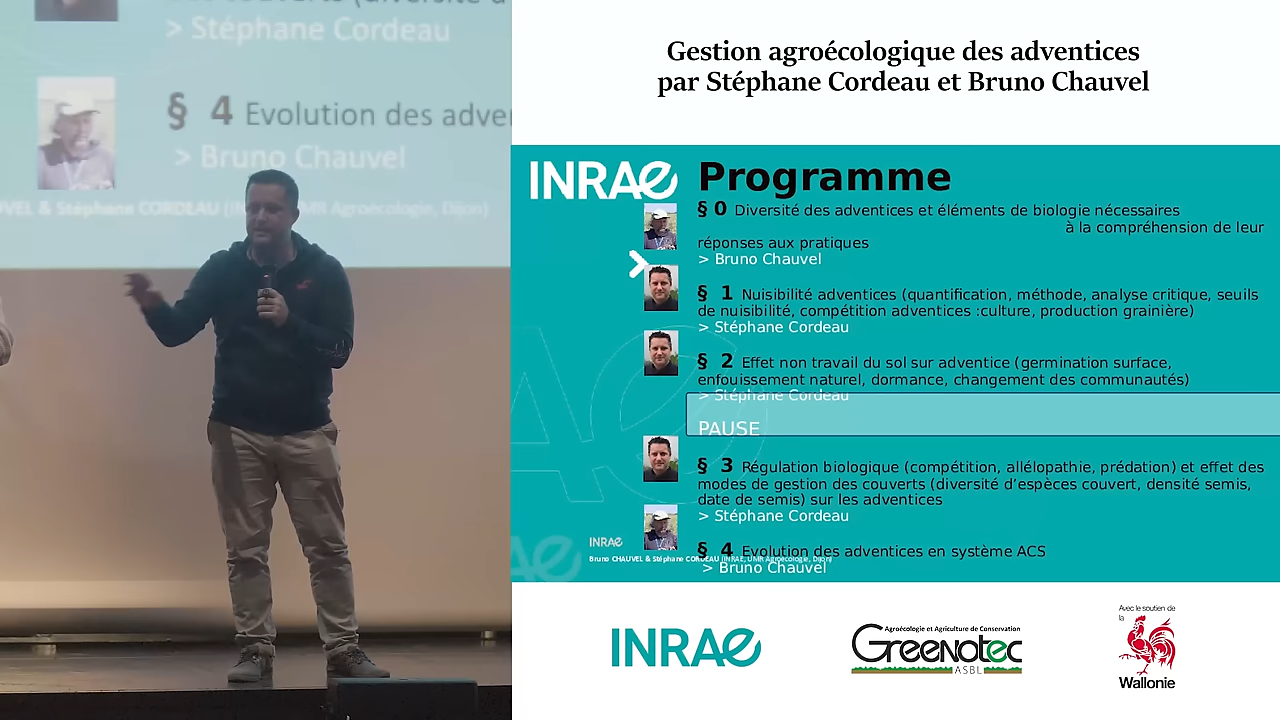 > Stéphane Cordeau
§ 4 Evolution des adve
> Bruno Chauvel
VEL & Stéphane CORDEAU (INRAE, UMR Agroécologie, Dijon)
Gestion agroécologique des adventices
par Stéphane Cordeau et Bruno Chauvel
INRAE
Programme
§ 0 Diversité des adventices et éléments de biologie nécessaires
à la compréhension de leur
réponses aux pratiques
> Bruno Chauvel
§ 1 Nuisibilité adventices (quantification, méthode, analyse critique, seuils
de nuisibilité, compétition adventices :culture, production grainière)
> Stéphane Cordeau
§ 2 Effet non travail du sol sur adventice (germination surface,
enfouissement naturel, dormance, changement des communautés)
> Stéphane Cordeau
PAUSE
§ 3 Régulation biologique (compétition, allélopathie, prédation) et effet des
modes de gestion des couverts (diversité d'espèces couvert, densité semis,
date de semis) sur les adventices
> Stéphane Cordeau
§ 4 Evolution des adventices en système ACS
> Bruno Chauvel
INRAE
Bruno CHAUVEL & Stéphane CORDEAU (INRAE, UMR Agroécologie, Dijon)
INRAE
Agroécologie et Agriculture de Conservation
Greenotec
ASBL
Avec le soutien de
la
Wallonie